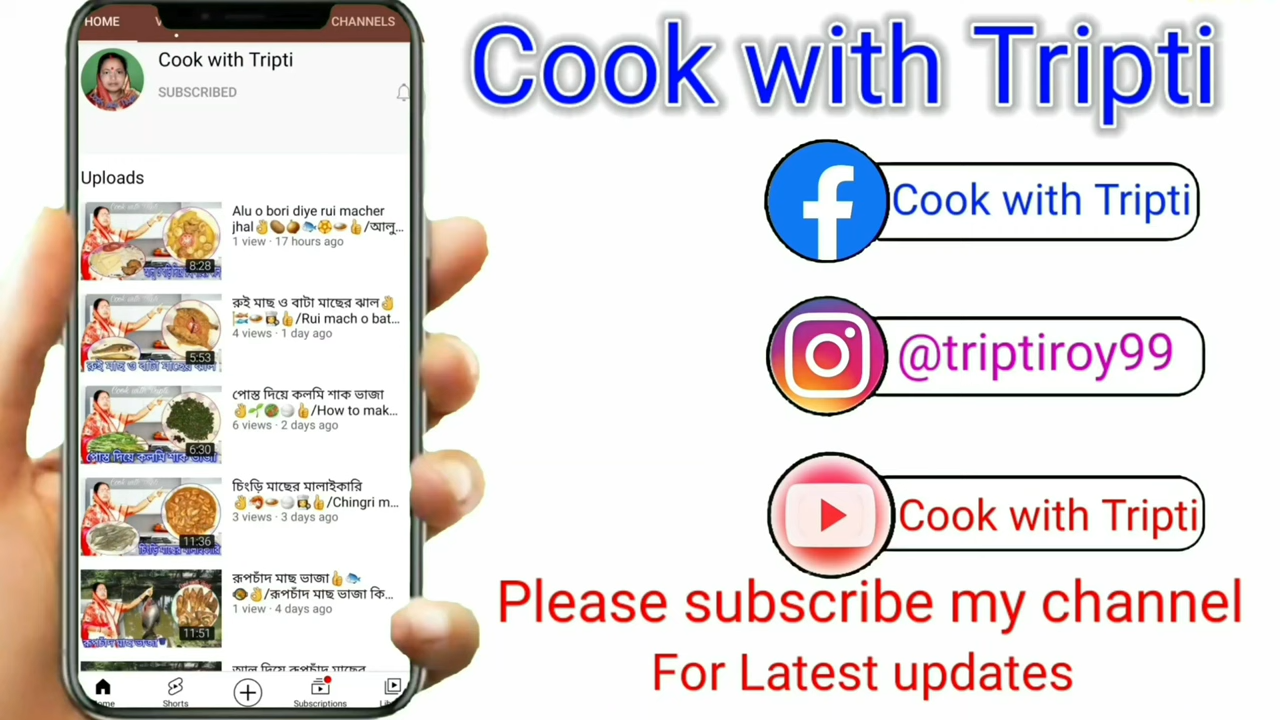 HOME
CHANNELS
Cook with Tripti
SUBSCRIBED
Uploads
Alu o bori diye rui macher
jhal👌🥔🧅🐟🌼🥘👍/আলু...
1 view · 17 hours ago
8:28
রুই মাছ ও বাটা মাছের ঝাল👌
/Rui mach o bat...
4 views · 1 day ago
5:53
রুই মাছ ও বাটা মাছের ঝাল
পোস্ত দিয়ে কলমি শাক ভাজা
/How to mak...
6 views · 2 days ago
6:30
পোস্ত দিয়ে কলমি শাক ভাজা
চিংড়ি মাছের মালাইকারি
/Chingri m...
3 views · 3 days ago
11:36
চিংড়ি মাছের মালাইকারি
রূপচাঁদ মাছ ভাজা👍🐟
/রূপচাঁদ মাছ ভাজা কি...
1 view · 4 days ago
11:51
রূপচাঁদ মাছ ভাজা
Shorts
Subscriptions
Cook with Tripti
Cook with Tripti
@triptiroy99
Cook with Tripti
Please subscribe my channel
For Latest updates